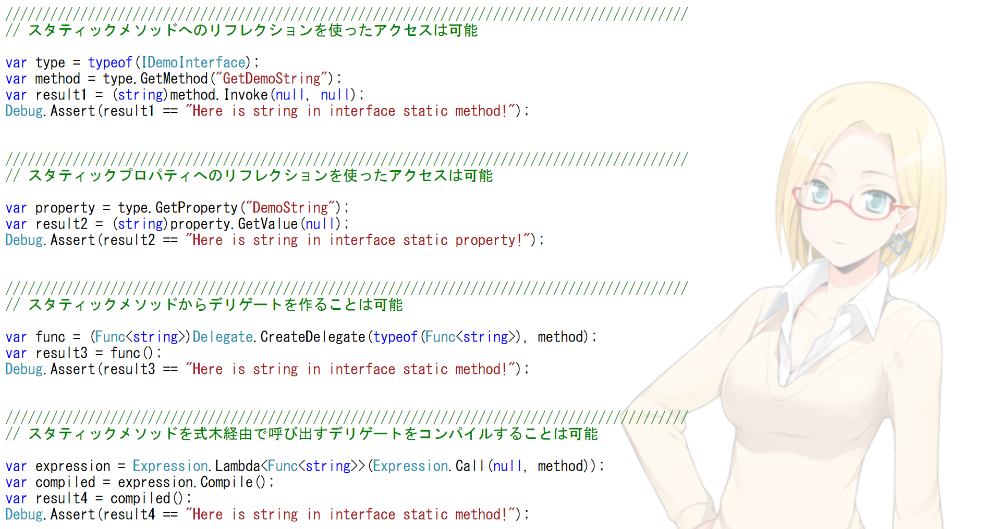 ////////////////////////////////////////////////////////////////////////////////////////////
// スタティックメソッドへのリフレクションを使ったアクセスは可能
var type = typeof(IDemoInterface);
var method = type.GetMethod("GetDemoString");
var result1 = (string)method.Invoke(null, null);
Debug.Assert(result1 == "Here is string in interface static method!");
////////////////////////////////////////////////////////////////////////////////////////////
// スタティックプロパティへのリフレクションを使ったアクセスは可能
var property = type.GetProperty("DemoString");
var result2 = (string)property.GetValue(null);
Debug.Assert(result2 == "Here is string in interface static property!");
////////////////////////////////////////////////////////////////////////////////////////////
// スタティックメソッドからデリゲートを作ることは可能
var func = (Func<string>)Delegate.CreateDelegate(typeof(Func<string>), method);
var result3 = func();
Debug.Assert(result3 == "Here is string in interface static method!");
////////////////////////////////////////////////////////////////////////////////////////////
// スタティックメソッドを式木経由で呼び出すデリゲートをコンパイルすることは可能
var expression = Expression.Lambda<Func<string>>(Expression.Call(null, method));
var compiled = expression.Compile();
var result4 = compiled();
Debug.Assert(result4 == "Here is string in interface static method!");